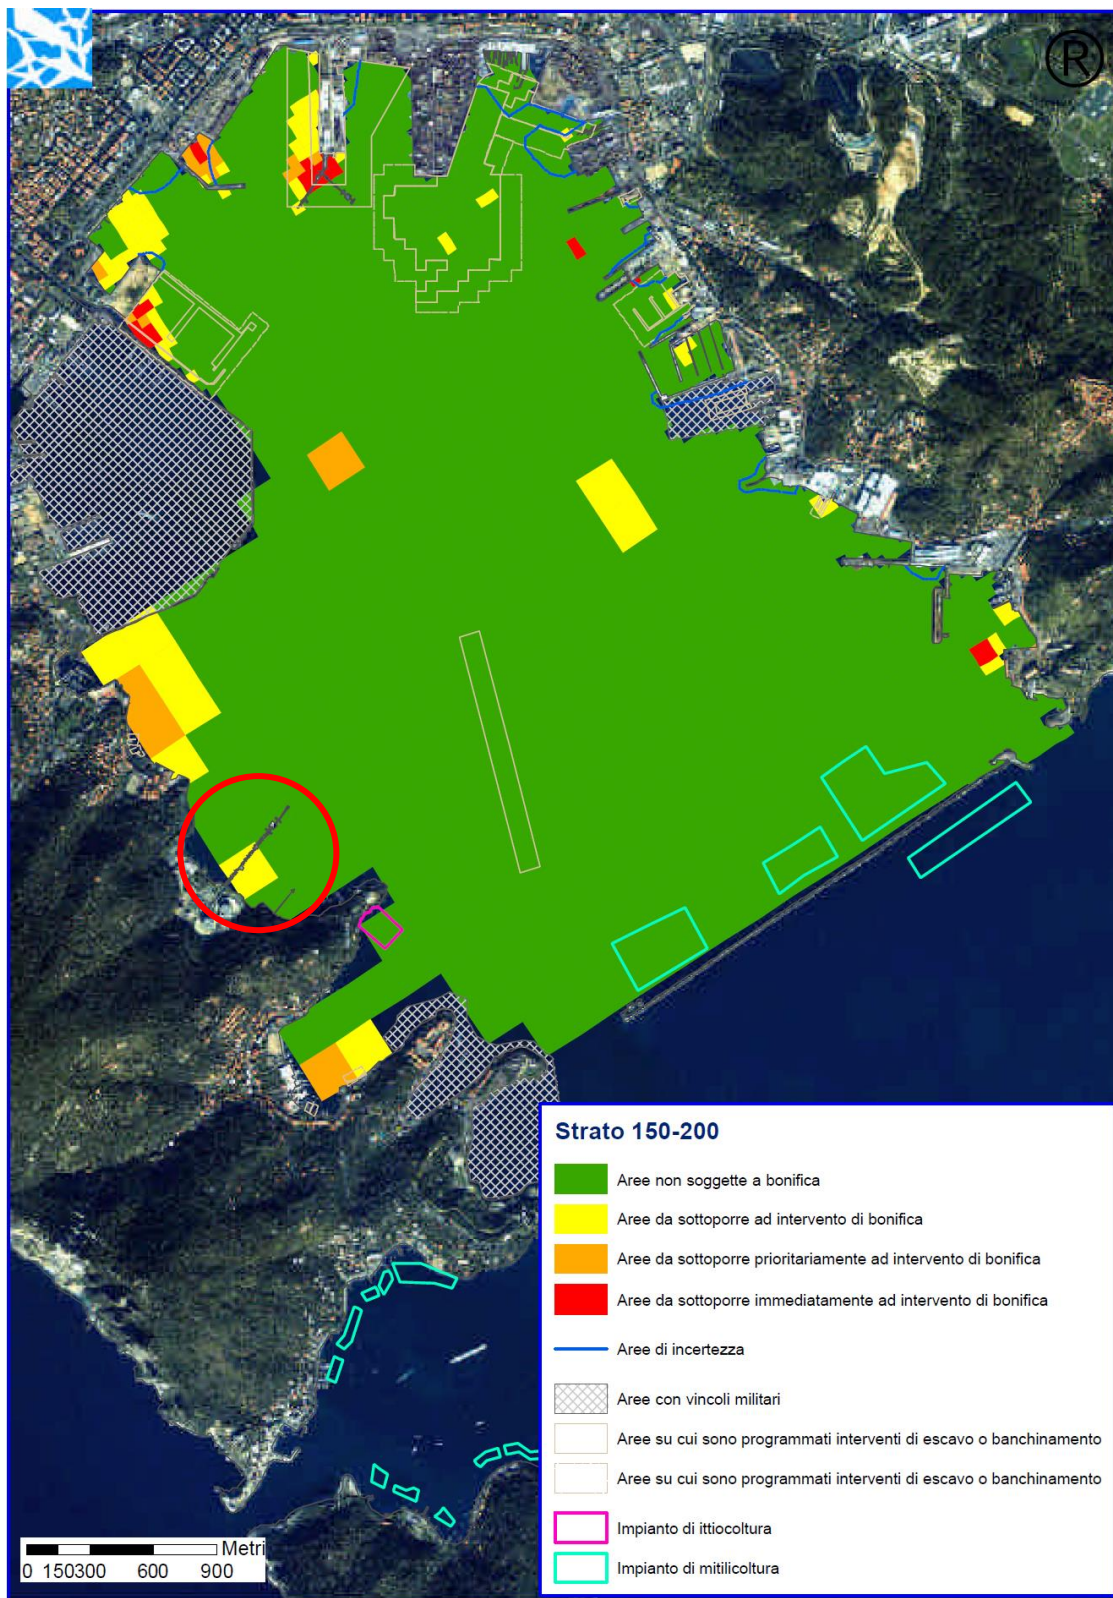 ®
Strato 150-200
Aree non soggette a bonifica
Aree da sottoporre ad intervento di bonifica
Aree da sottoporre prioritariamente ad intervento di bonifica
Aree da sottoporre immediatamente ad intervento di bonifica
Aree di incertezza
Aree con vincoli militari
Aree su cui sono programmati interventi di escavo o banchinamento
Aree su cui sono programmati interventi di escavo o banchinamento
Impianto di ittiocoltura
Impianto di mitilicoltura
Metri
0 150300 600 900